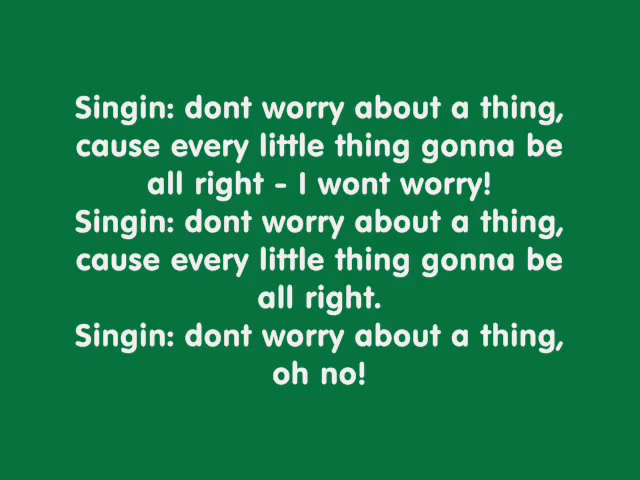 Singin: dont worry about a thing,
cause every little thing gonna be
all right - I wont worry!
Singin: dont worry about a thing,
cause every little thing gonna be
all right.
Singin: dont worry about a thing,
oh no!